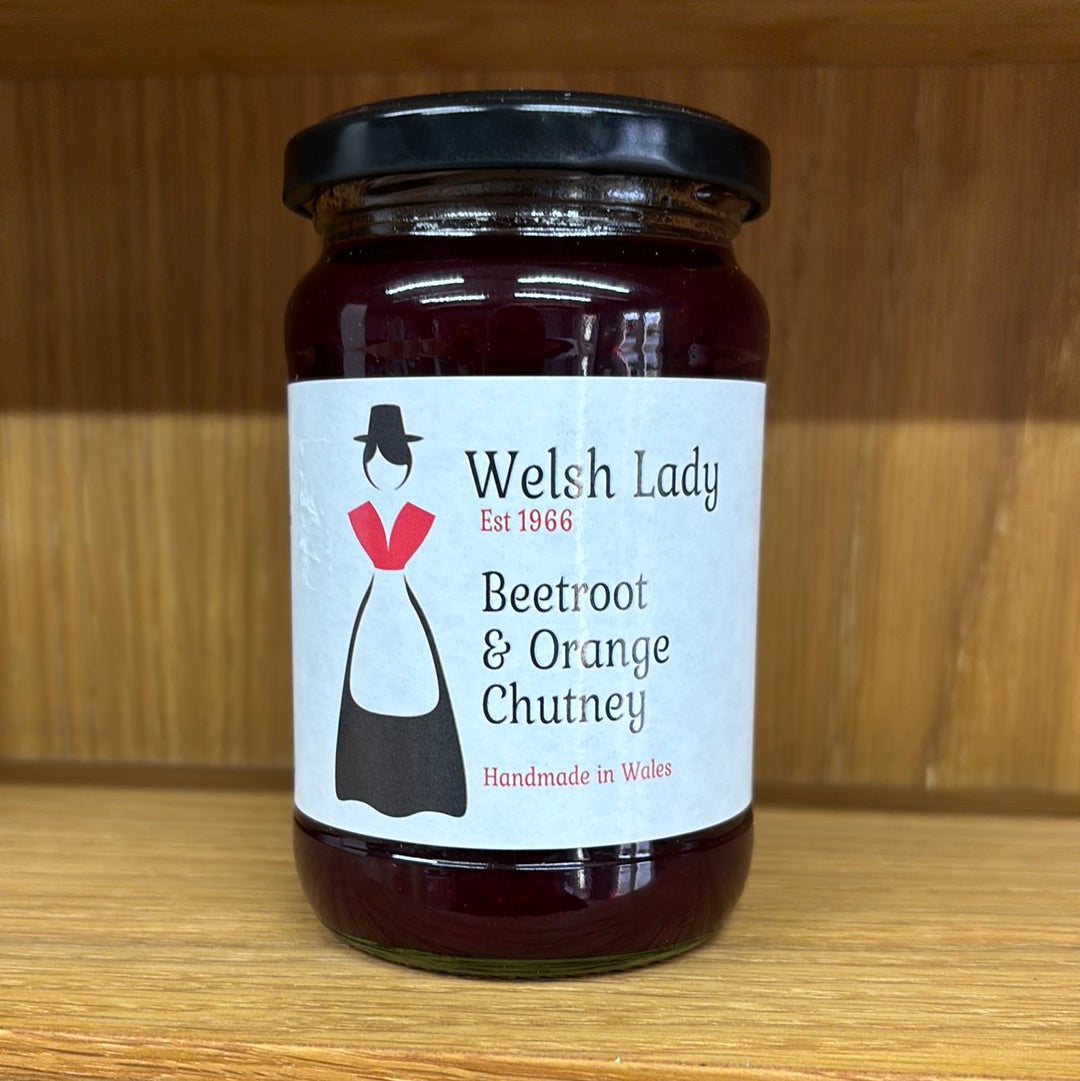 Welsh Lady
Est 1966
Beetroot
& Orange
Chutney
Handmade in Wales